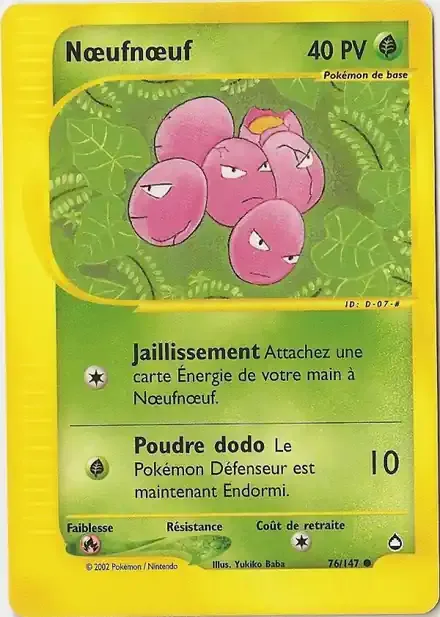 Nœufnœuf
40 PV
Pokémon de base
ID: D-07-#
Jaillissement Attachez une
carte Énergie de votre main à
Nœufnœuf.
Poudre dodo Le
Pokémon Défenseur est
maintenant Endormi.
10
Faiblesse Résistance Coût de retraite
© 2002 Pokémon / Nintendo Illus. Yukiko Baba 76/147